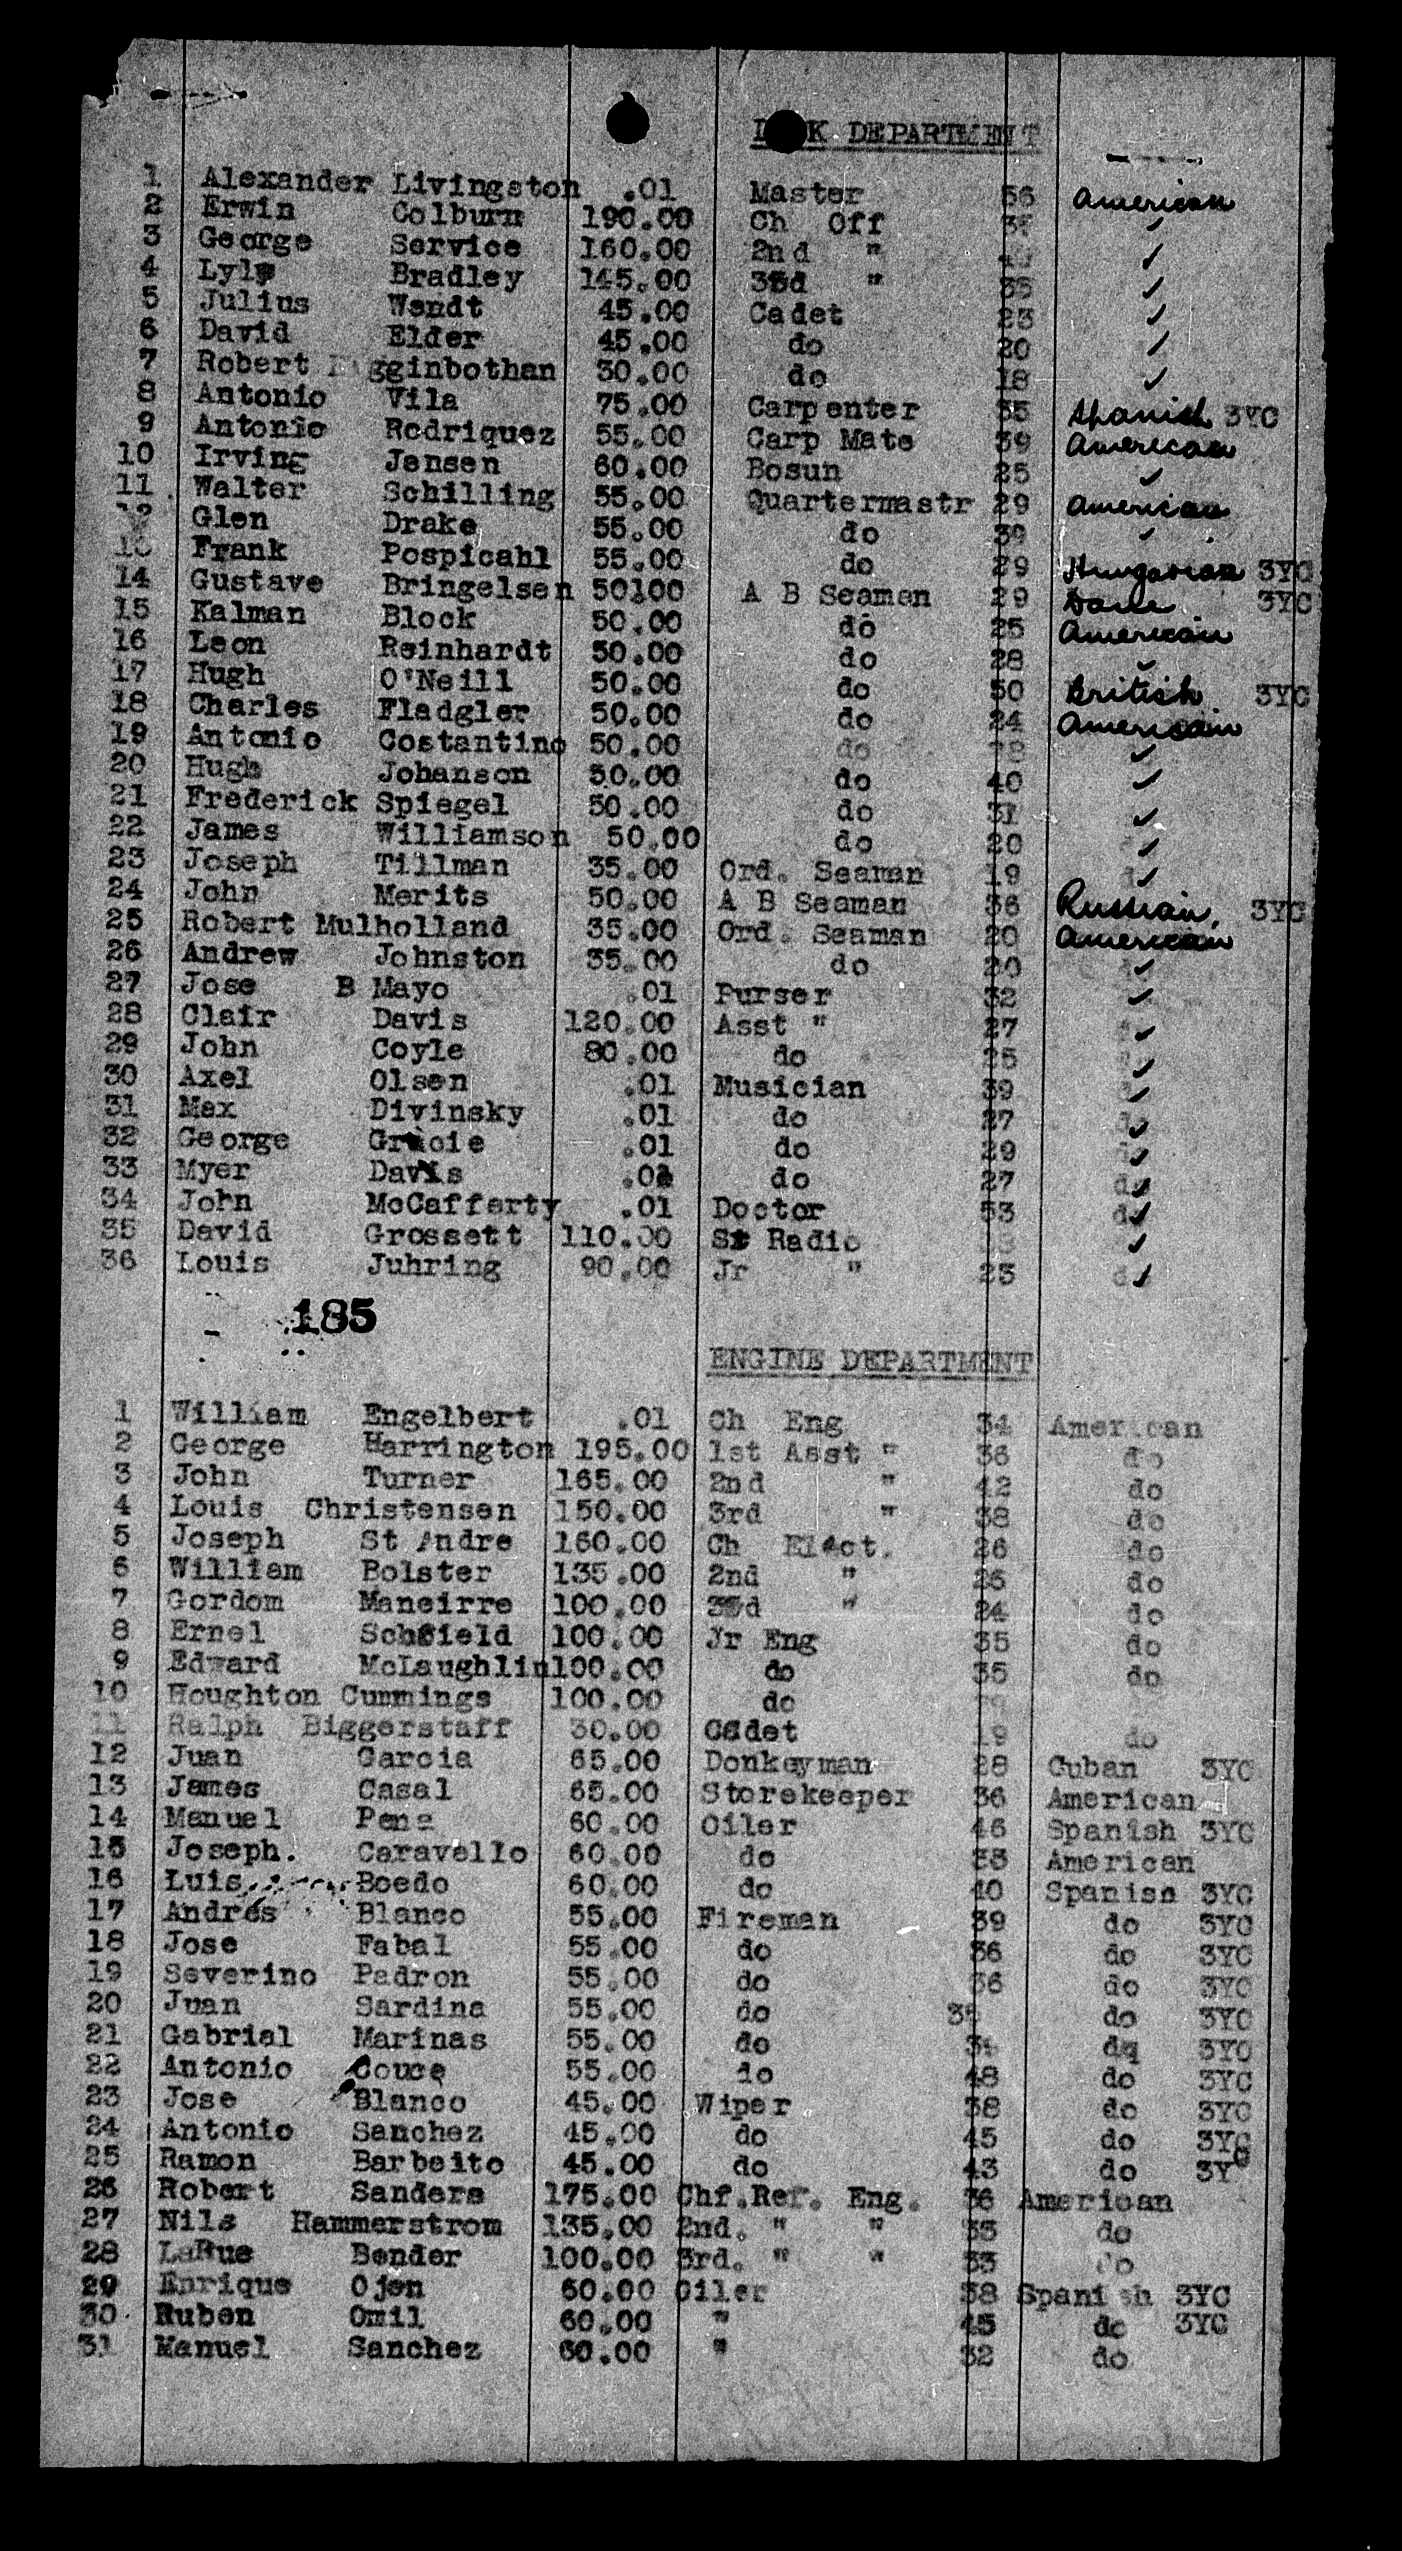 DEPARTMENT
1 Alexander Livingston .01 Master 56 American
2 Erwin Colburn 190.00 Ch Off ✓
3 George Service 160.00 2nd " ✓
4 Lyle Bradley 145.00 3rd " 35 ✓
5 Julius Wendt 45.00 Cadet 23 ✓
6 David Elder 45.00 do 20 ✓
7 Robert gginbothan 30.00 do 18 ✓
8 Antonio Vila 75.00 Carpenter 35 Spanish 3YC
9 Antonio Rodriquez 55.00 Carp Mate 39 American
10 Irving Jensen 60.00 Bosun 25 ✓
11 Walter Schilling 55.00 Quartermastr 29 American
12 Glen Drake 55.00 do 39 ✓
13 Frank Pospicahl 55.00 do 29 Hungarian 3YC
14 Gustave Bringelsen 50100 A B Seaman 29 Dane 3YC
15 Kalman Block 50.00 do 25 American
16 Leon Reinhardt 50.00 do 28 ✓
17 Hugh O'Neill 50.00 do 50 British 3YC
18 Charles Fladgler 50.00 do 24 American
19 Antonio Costantino 50.00 do ✓
20 Hugh Johanson 50.00 do 40 ✓
21 Frederick Spiegel 50.00 do 31 ✓
22 James Williamson 50.00 do 20 ✓
23 Joseph Tillman 35.00 Ord. Seaman 19 ✓
24 John Merits 50.00 A B Seaman 36 Russian 3YC
25 Robert Mulholland 35.00 Ord. Seaman 20 American
26 Andrew Johnston 35.00 do 20 ✓
27 Jose B Mayo .01 Purser 32 ✓
28 Clair Davis 120.00 Asst " 27 ✓
29 John Coyle 80.00 do 25 ✓
30 Axel Olsen .01 Musician 39 ✓
31 Max Divinsky .01 do 27 ✓
32 George Gracie .01 do 29 ✓
33 Myer Davis .01 do 27 ✓
34 John McCafferty .01 Doctor 53 do ✓
35 David Grossett 110.00 Sr Radio ✓
36 Louis Juhring 90.00 Jr " 23 do ✓
185
ENGINE DEPARTMENT
1 William Engelbert .01 Ch Eng 34 American
2 George Harrington 195.00 1st Asst " 36 do
3 John Turner 165.00 2nd " 42 do
4 Louis Christensen 150.00 3rd " 38 do
5 Joseph St Andre 160.00 Ch Elect. 26 do
6 William Bolster 135.00 2nd " 25 do
7 Gordom Maneirre 100.00 3rd " 24 do
8 Ernel Schofield 100.00 Jr Eng 35 do
9 Edward McLaughlin 100.00 do 35 do
10 Houghton Cummings 100.00 do
11 Ralph Biggerstaff 30.00 Cadet 19 do
12 Juan Garcia 65.00 Donkeyman 28 Cuban 3YC
13 James Casal 65.00 Storekeeper 36 American
14 Manuel Pena 60.00 Oiler 46 Spanish 3YC
15 Joseph. Caravello 60.00 do 38 American
16 Luis Boedo 60.00 do 40 Spanish 3YC
17 Andres Blanco 55.00 Fireman 39 do 3YC
18 Jose Fabal 55.00 do 36 do 3YC
19 Severino Padron 55.00 do 36 do 3YC
20 Juan Sardina 55.00 do do 3YC
21 Gabrial Marinas 55.00 do do 3YC
22 Antonio Couce 55.00 do 48 do 3YC
23 Jose Blanco 45.00 Wiper 38 do 3YC
24 Antonio Sanchez 45.00 do 45 do 3YC
25 Ramon Barbeito 45.00 do 43 do 3YC
26 Robert Sanders 175.00 Chf.Ref. Eng. 36 American
27 Nils Hammerstrom 135.00 2nd. " " 35 do
28 LaRue Bender 100.00 3rd. " " 33 do
29 Enrique Ojen 60.00 Oiler 38 Spanish 3YC
30 Ruben Omil 60.00 " 45 do 3YC
31 Manuel Sanchez 60.00 " 32 do